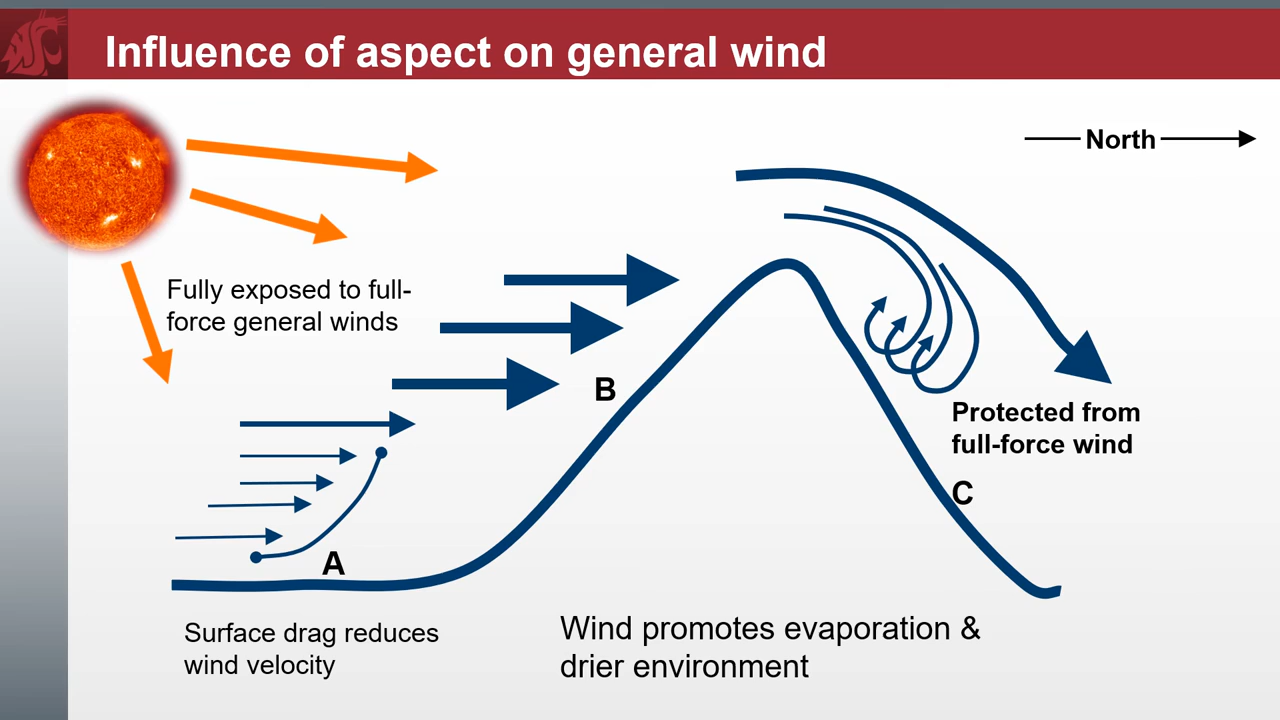 Influence of aspect on general wind
North
Fully exposed to full-
force general winds
B
Protected from
full-force wind
C
A
Surface drag reduces
wind velocity
Wind promotes evaporation &
drier environment